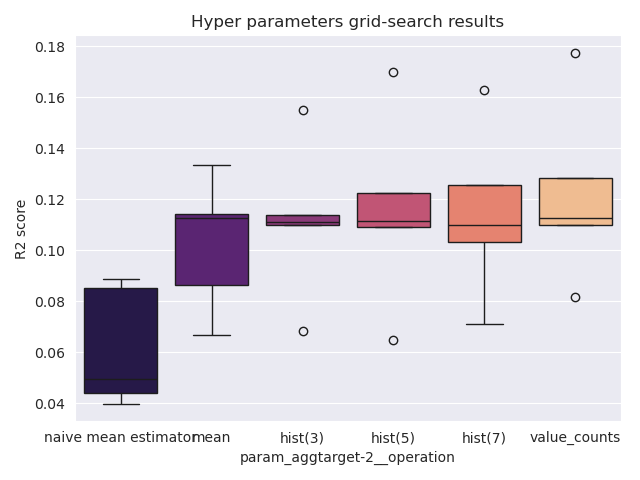 Hyper parameters grid-search results
R2 score
0.18
0.16
0.14
0.12
0.10
0.08
0.06
0.04
naive mean estimator mean hist(3) hist(5) hist(7) value_counts
param_aggtarget-2__operation